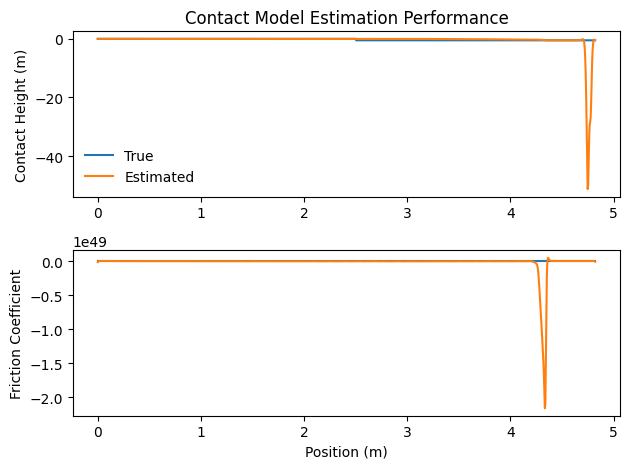 Contact Model Estimation Performance
Contact Height (m)
0
−20
−40
True
Estimated
0 1 2 3 4 5
1e49
Friction Coefficient
0.0
−0.5
−1.0
−1.5
−2.0
0 1 2 3 4 5
Position (m)